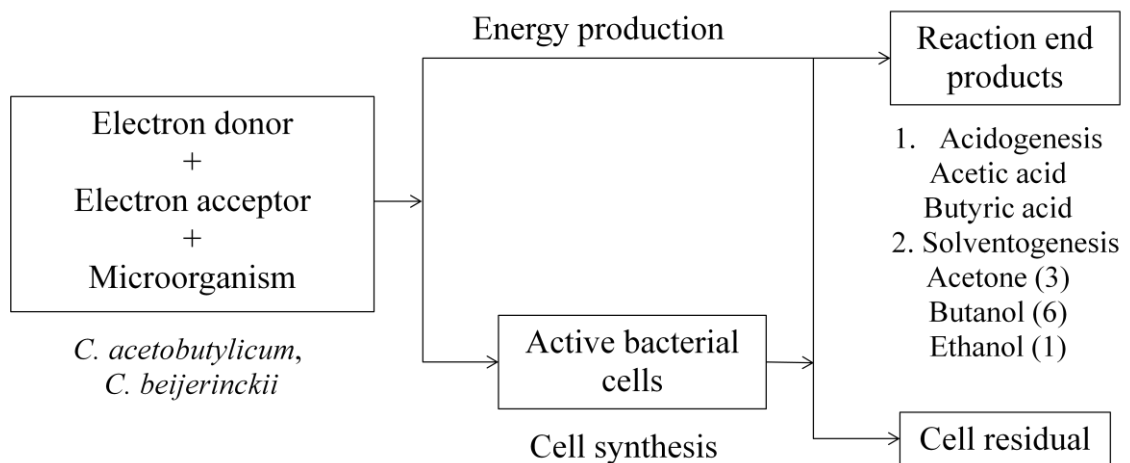 Energy production
Reaction end
products
Electron donor
+
Electron acceptor
+
Microorganism
C. acetobutylicum,
C. beijerinckii
1. Acidogenesis
Acetic acid
Butyric acid
2. Solventogenesis
Acetone (3)
Butanol (6)
Ethanol (1)
Active bacterial
cells
Cell synthesis
Cell residual